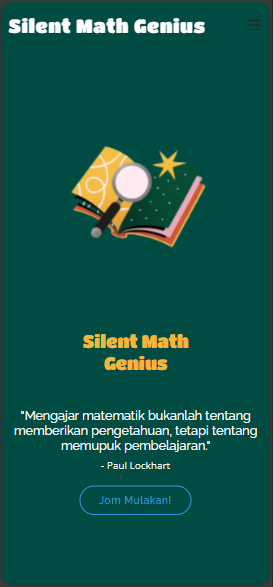 Silent Math Genius
Silent Math
Genius
"Mengajar matematik bukanlah tentang
memberikan pengetahuan, tetapi tentang
memupuk pembelajaran."
- Paul Lockhart
Jom Mulakan!